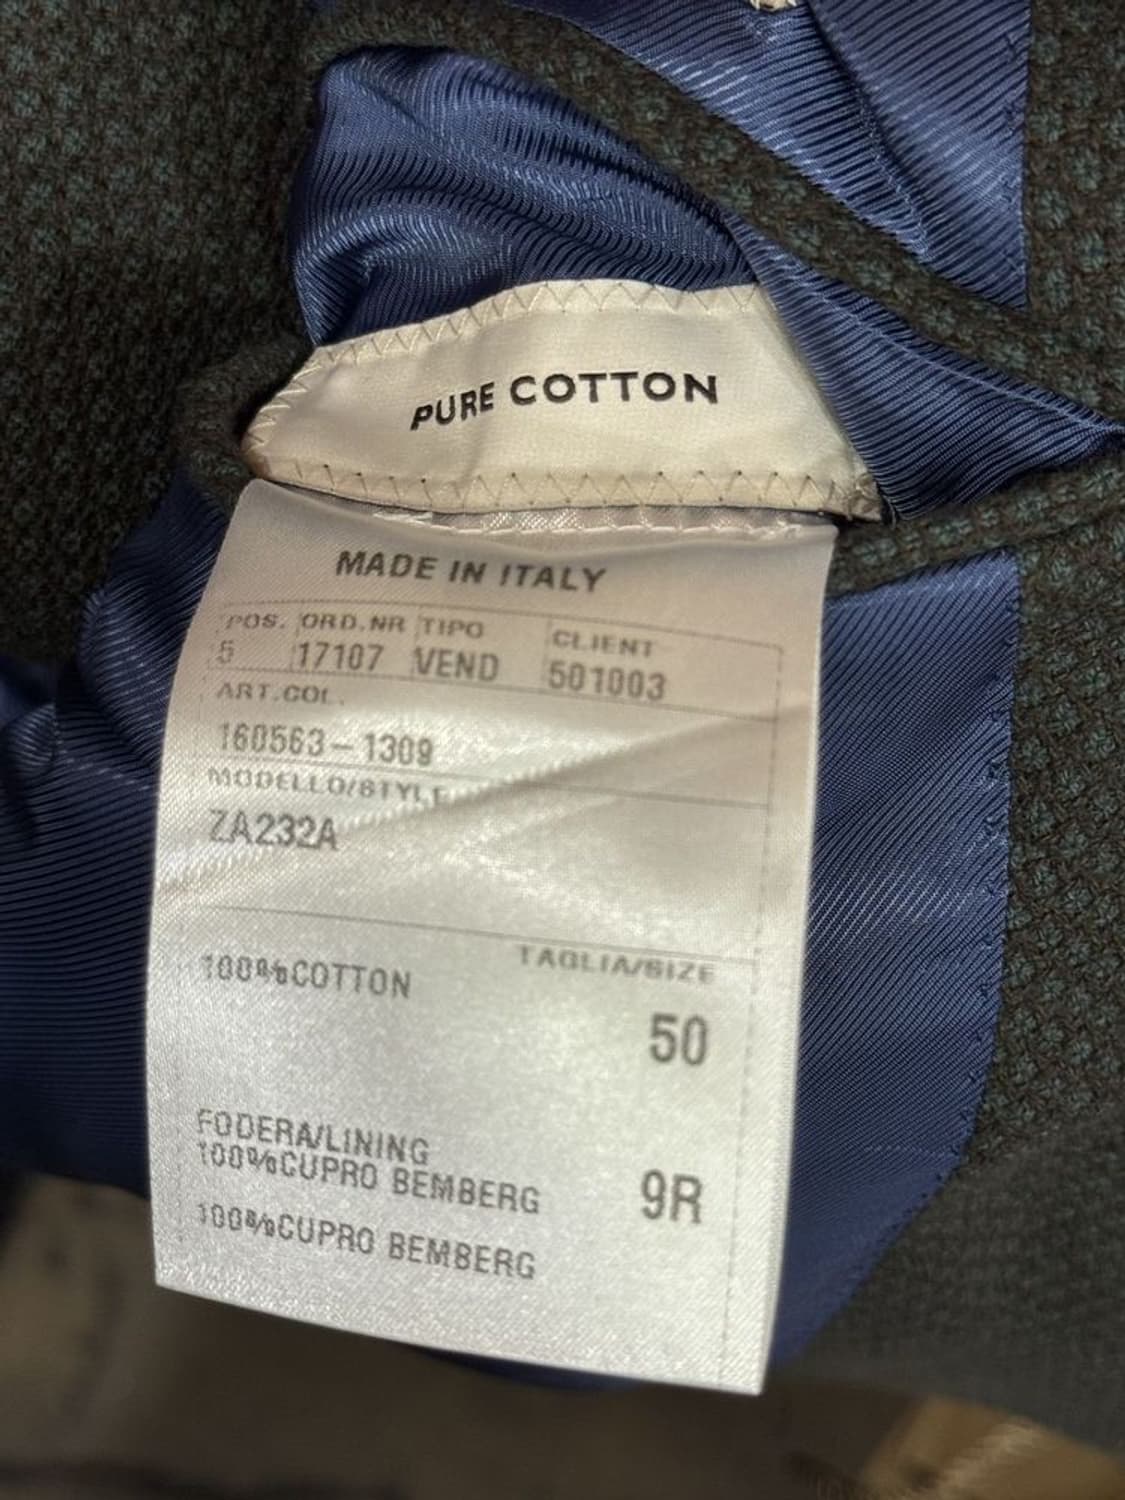 PURE COTTON
MADE IN ITALY
POS. ORD.NR TIPO CLIENT
5 17107 VEND 501003
ART.COL.
160563-1309
MODELLO/STYLE
ZA232A
TAGLIA/SIZE
100%COTTON
50
FODERA/LINING
100%CUPRO BEMBERG
9R
100%CUPRO BEMBERG